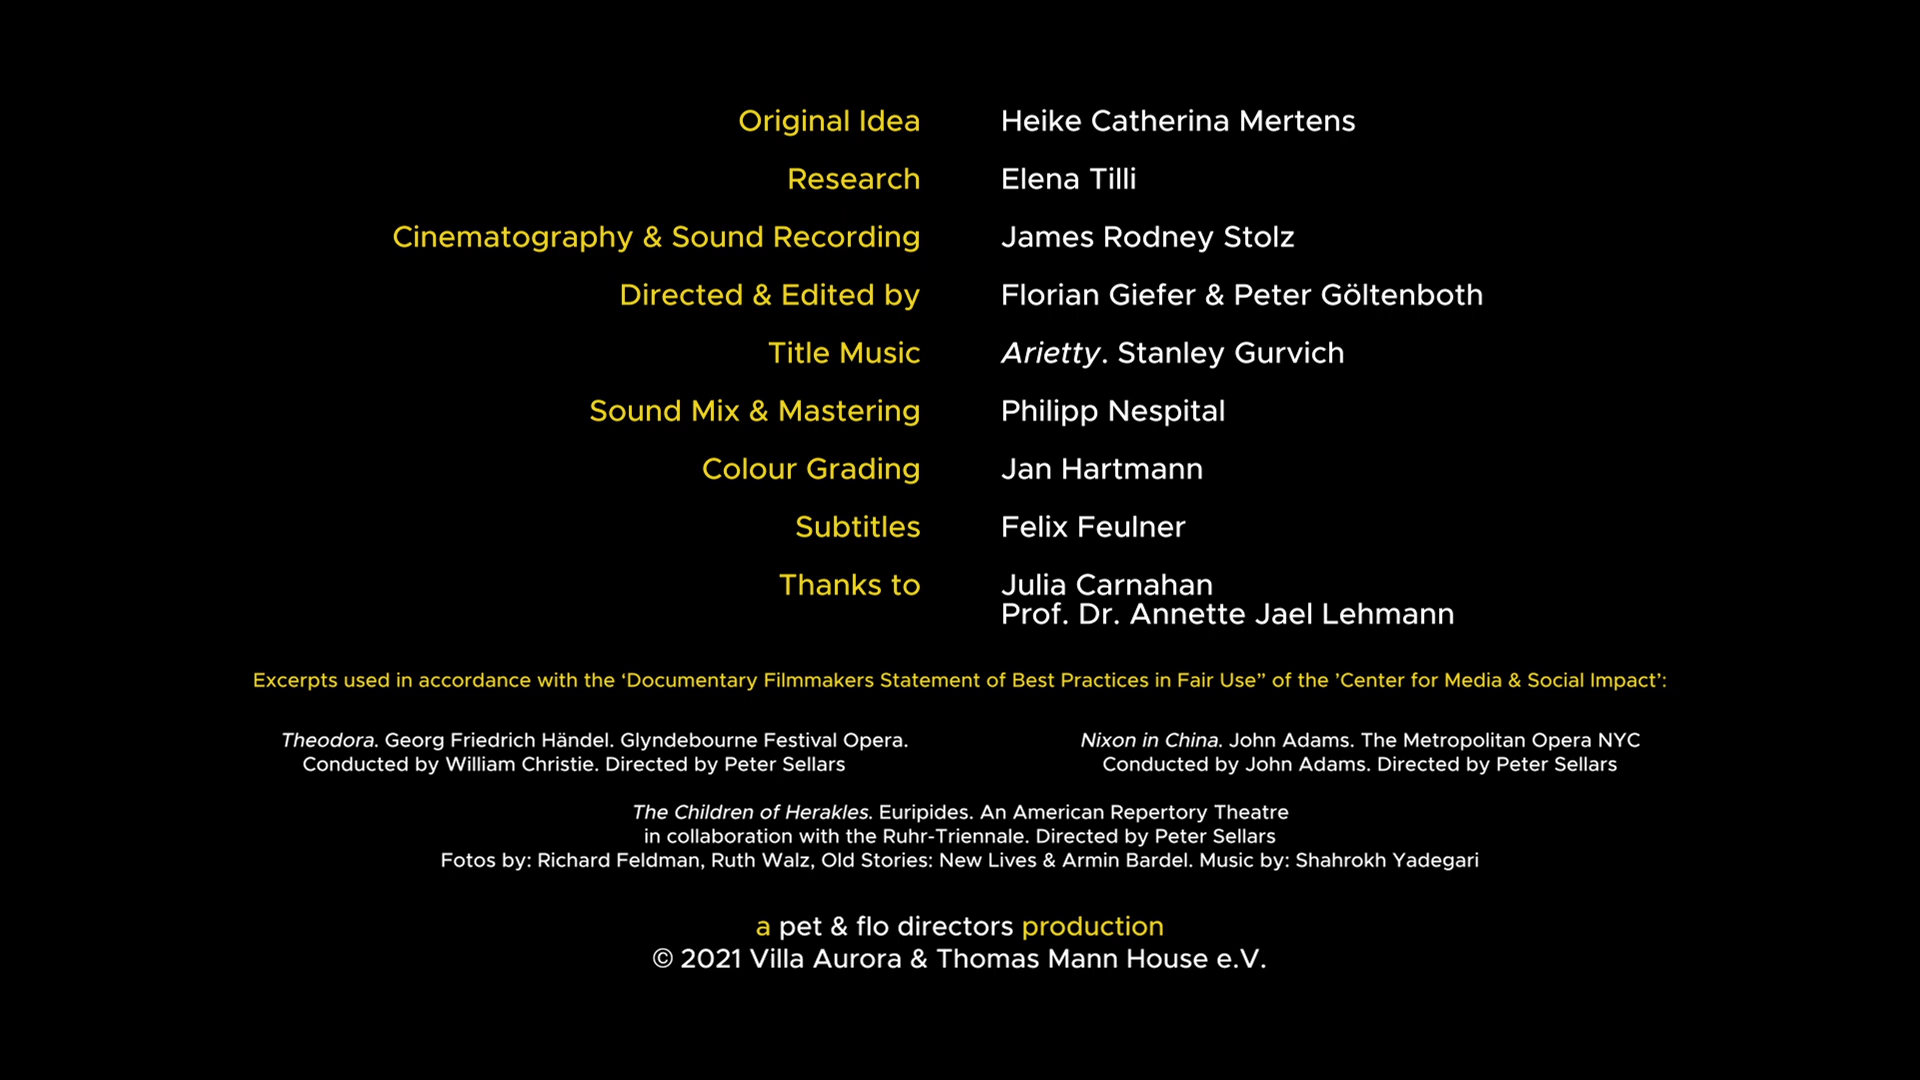 Original Idea Heike Catherina Mertens
Research Elena Tilli
Cinematography & Sound Recording James Rodney Stolz
Directed & Edited by Florian Giefer & Peter Göltenboth
Title Music Arietty. Stanley Gurvich
Sound Mix & Mastering Philipp Nespital
Colour Grading Jan Hartmann
Subtitles Felix Feulner
Thanks to Julia Carnahan
Prof. Dr. Annette Jael Lehmann
Excerpts used in accordance with the ‘Documentary Filmmakers Statement of Best Practices in Fair Use” of the ’Center for Media & Social Impact’:
Theodora. Georg Friedrich Händel. Glyndebourne Festival Opera.
Conducted by William Christie. Directed by Peter Sellars
Nixon in China. John Adams. The Metropolitan Opera NYC
Conducted by John Adams. Directed by Peter Sellars
The Children of Herakles. Euripides. An American Repertory Theatre
in collaboration with the Ruhr-Triennale. Directed by Peter Sellars
Fotos by: Richard Feldman, Ruth Walz, Old Stories: New Lives & Armin Bardel. Music by: Shahrokh Yadegari
a pet & flo directors production
© 2021 Villa Aurora & Thomas Mann House e.V.